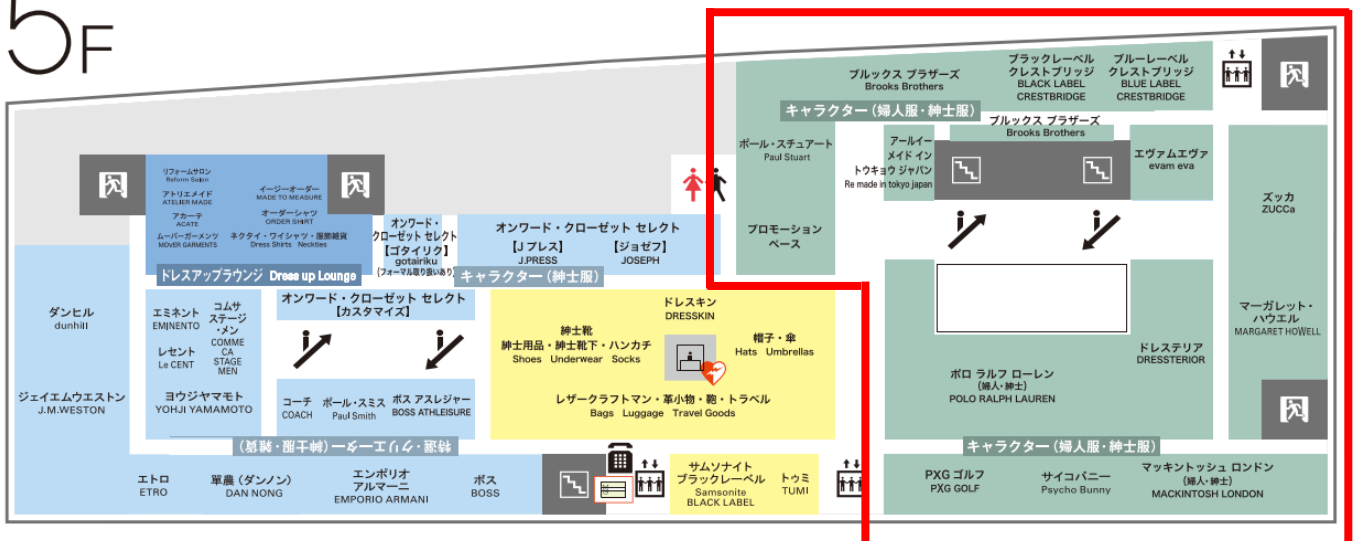 5F
ブルックス ブラザーズ
Brooks Brothers
ブラックレーベル
クレストブリッジ
BLACK LABEL
CRESTBRIDGE
ブルーレーベル
クレストブリッジ
BLUE LABEL
CRESTBRIDGE
キャラクター（婦人服・紳士服）
ブルックス ブラザーズ
Brooks Brothers
ポール・スチュアート
Paul Stuart
アールイー
メイド イン
トウキョウ ジャパン
Re made in tokyo japan
エヴァムエヴァ
evam eva
ズッカ
ZUCCa
プロモーション
ベース
リフォームサロン
Reform Salon
アトリエメイド
ATELIER MADE
アカーテ
ACATE
ムーバーガーメンツ
MOVER GARMENTS
イージーオーダー
MADE TO MEASURE
オーダーシャツ
ORDER SHIRT
ネクタイ・ワイシャツ・服飾雑貨
Dress Shirts Neckties
ドレスアップラウンジ Dress up Lounge
オンワード・
クローゼット セレクト
【ゴタイリク】
gotairiku
(フォーマル取り扱いあり)
オンワード・クローゼット セレクト
【J プレス】
J.PRESS
【ジョゼフ】
JOSEPH
キャラクター（紳士服）
ダンヒル
dunhill
ジェイエムウエストン
J.M.WESTON
エミネント
EMINENTO
レセント
Le CENT
コムサ
ステージ
・メン
COMME
CA
STAGE
MEN
ヨウジヤマモト
YOHJI YAMAMOTO
オンワード・クローゼット セレクト
【カスタマイズ】
コーチ
COACH
ポール・スミス
Paul Smith
ボス アスレジャー
BOSS ATHLEISURE
特選・クリエーター（紳士服・雑貨）
エトロ
ETRO
單農（ダンノン）
DAN NONG
エンポリオ
アルマーニ
EMPORIO ARMANI
ボス
BOSS
ドレスキン
DRESSKIN
紳士靴
紳士用品・紳士靴下・ハンカチ
Shoes Underwear Socks
帽子・傘
Hats Umbrellas
レザークラフトマン・革小物・鞄・トラベル
Bags Luggage Travel Goods
サムソナイト
ブラックレーベル
Samsonite
BLACK LABEL
トゥミ
TUMI
マーガレット・
ハウエル
MARGARET HOWELL
ドレステリア
DRESSTERIOR
ポロ ラルフ ローレン
(婦人・紳士)
POLO RALPH LAUREN
キャラクター（婦人服・紳士服）
PXG ゴルフ
PXG GOLF
サイコバニー
Psycho Bunny
マッキントッシュ ロンドン
(婦人・紳士)
MACKINTOSH LONDON